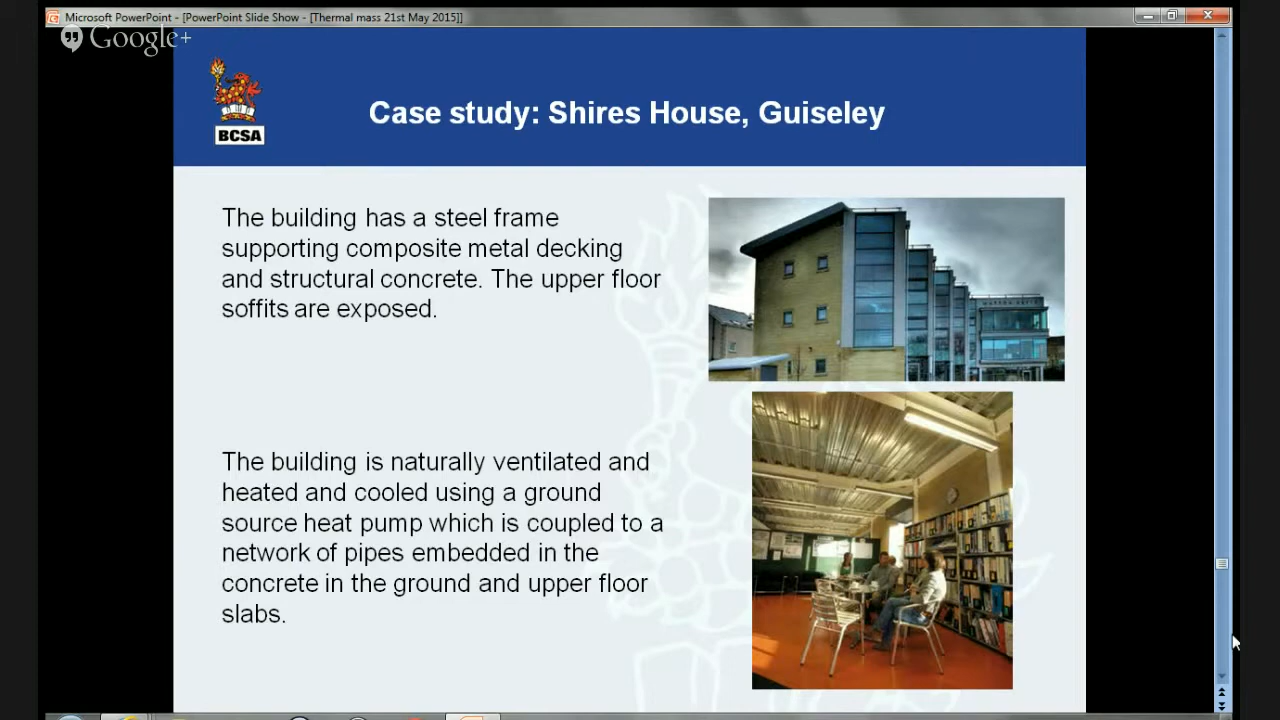 Microsoft PowerPoint - [PowerPoint Slide Show - [Thermal mass 21st May 2015]]
Google+
BCSA
Case study: Shires House, Guiseley
The building has a steel frame
supporting composite metal decking
and structural concrete. The upper floor
soffits are exposed.
The building is naturally ventilated and
heated and cooled using a ground
source heat pump which is coupled to a
network of pipes embedded in the
concrete in the ground and upper floor
slabs.